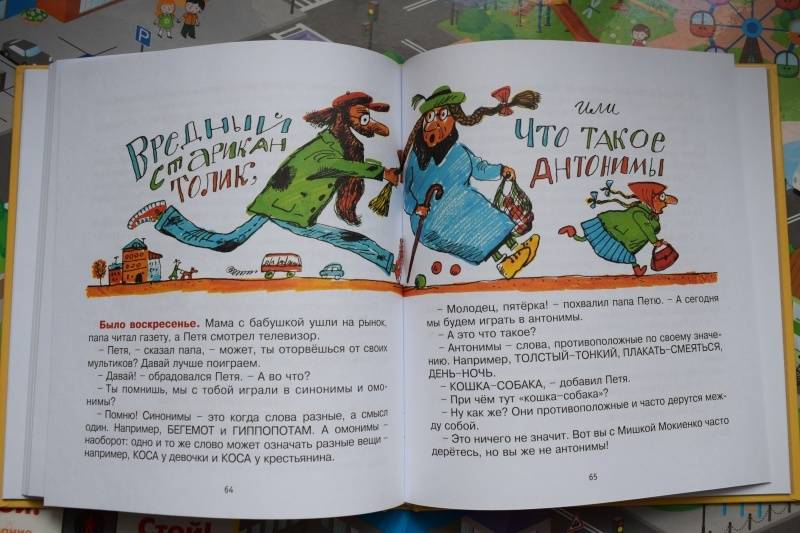 Вредный
старикан
Толик,
или
Что такое
антонимы
Было воскресенье. Мама с бабушкой ушли на рынок,
папа читал газету, а Петя смотрел телевизор.
– Петя, – сказал папа, – может, ты оторвёшься от своих
мультиков? Давай лучше поиграем.
– Давай! – обрадовался Петя. – А во что?
– Ты помнишь, мы с тобой играли в синонимы и омо-
нимы?
– Помню! Синонимы – это когда слова разные, а смысл
один. Например, БЕГЕМОТ и ГИППОПОТАМ. А омонимы –
наоборот: одно и то же слово может означать разные вещи –
например, КОСА у девочки и КОСА у крестьянина.
64
– Молодец, пятёрка! – похвалил папа Петю. – А сегодня
мы будем играть в антонимы.
– А это что такое?
– Антонимы – слова, противоположные по своему значе-
нию. Например, ТОЛСТЫЙ–ТОНКИЙ, ПЛАКАТЬ–СМЕЯТЬСЯ,
ДЕНЬ–НОЧЬ.
– КОШКА–СОБАКА, – добавил Петя.
– При чём тут «кошка–собака»?
– Ну как же? Они противоположные и часто дерутся меж-
ду собой.
– Это ничего не значит. Вот вы с Мишкой Мокиенко часто
дерётесь, но вы же не антонимы!
65
Стой!